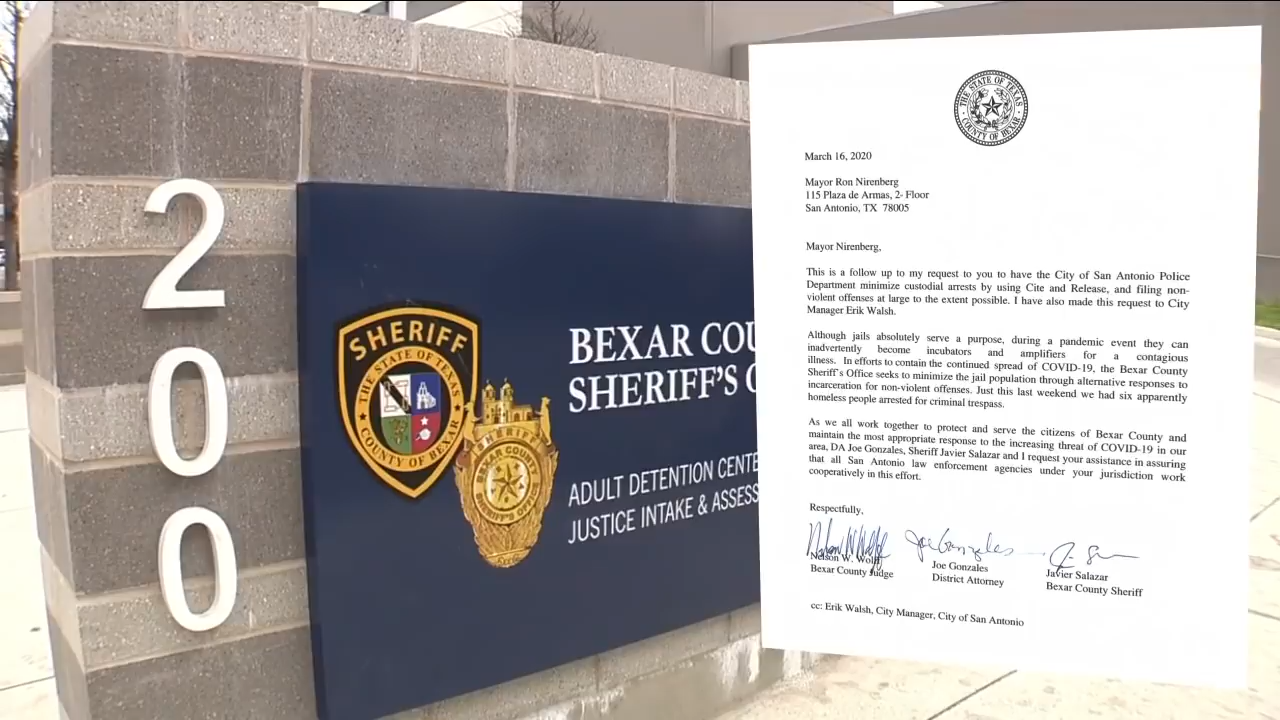 200
SHERIFF
THE STATE OF TEXAS
COUNTY OF BEXAR
SHERIFF
BEXAR COUNTY
SHERIFF'S OFFICE
BEXAR COU
SHERIFF'S O
ADULT DETENTION CENTE
JUSTICE INTAKE & ASSESS
THE STATE OF TEXAS
COUNTY OF BEXAR
March 16, 2020
Mayor Ron Nirenberg
115 Plaza de Armas, 2- Floor
San Antonio, TX 78005
Mayor Nirenberg,
This is a follow up to my request to you to have the City of San Antonio Police
Department minimize custodial arrests by using Cite and Release, and filing non-
violent offenses at large to the extent possible. I have also made this request to City
Manager Erik Walsh.
Although jails absolutely serve a purpose, during a pandemic event they can
inadvertently become incubators and amplifiers for a contagious
illness. In efforts to contain the continued spread of COVID-19, the Bexar County
Sheriff's Office seeks to minimize the jail population through alternative responses to
incarceration for non-violent offenses. Just this last weekend we had six apparently
homeless people arrested for criminal trespass.
As we all work together to protect and serve the citizens of Bexar County and
maintain the most appropriate response to the increasing threat of COVID-19 in our
area, DA Joe Gonzales, Sheriff Javier Salazar and I request your assistance in assuring
that all San Antonio law enforcement agencies under your jurisdiction work
cooperatively in this effort.
Respectfully,
Nelson W. Wolff
Bexar County Judge
Joe Gonzales
Joe Gonzales
District Attorney
Javier Salazar
Bexar County Sheriff
cc: Erik Walsh, City Manager, City of San Antonio